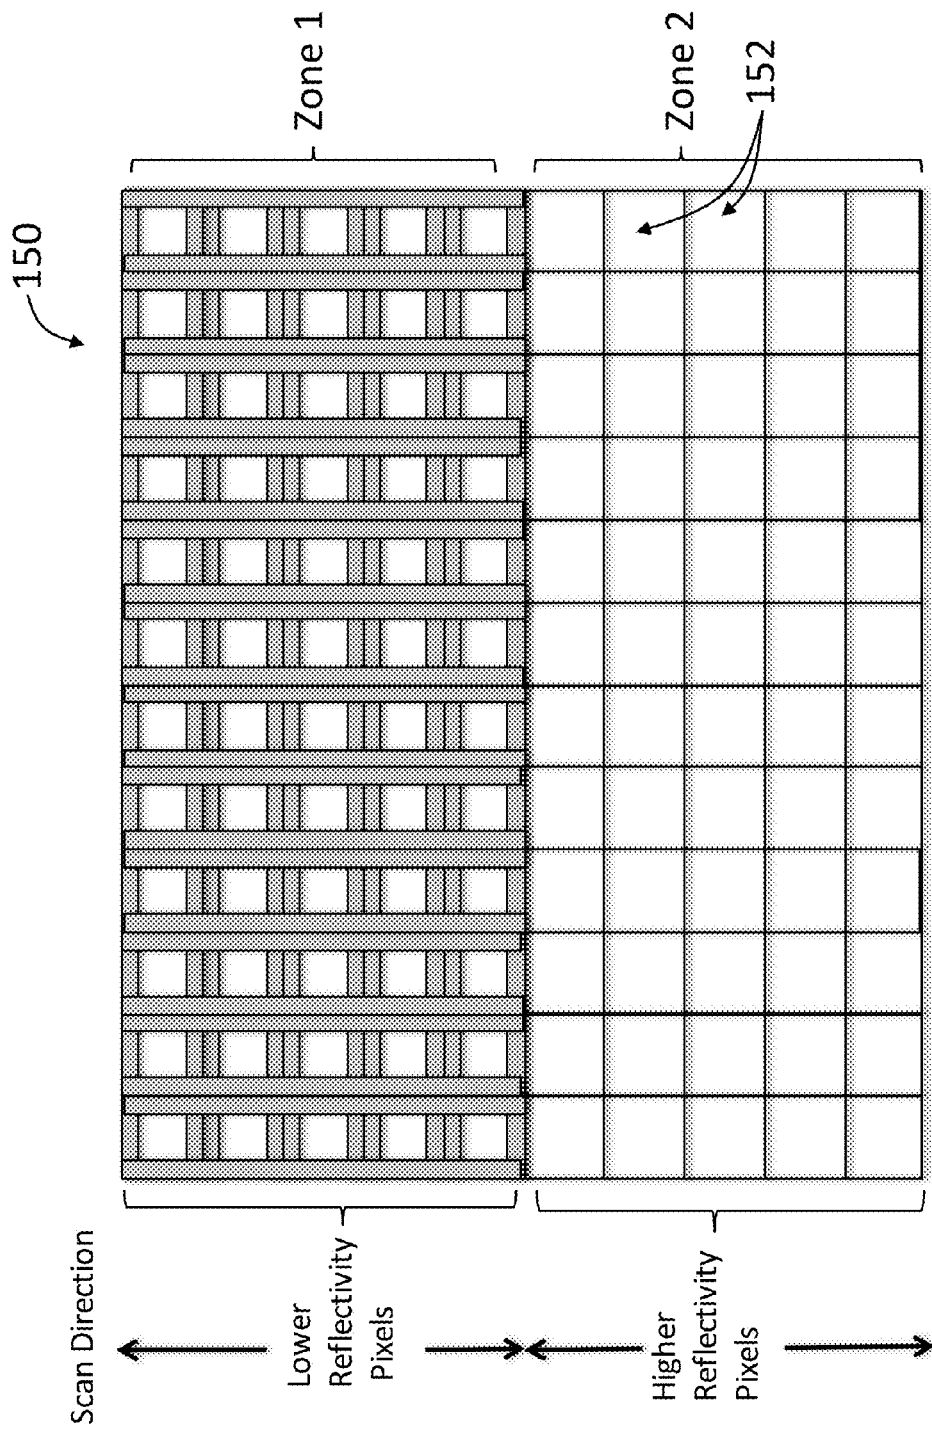 150
Zone 1
Zone 2
152
Scan Direction
Lower
Reflectivity
Pixels
Higher
Reflectivity
Pixels